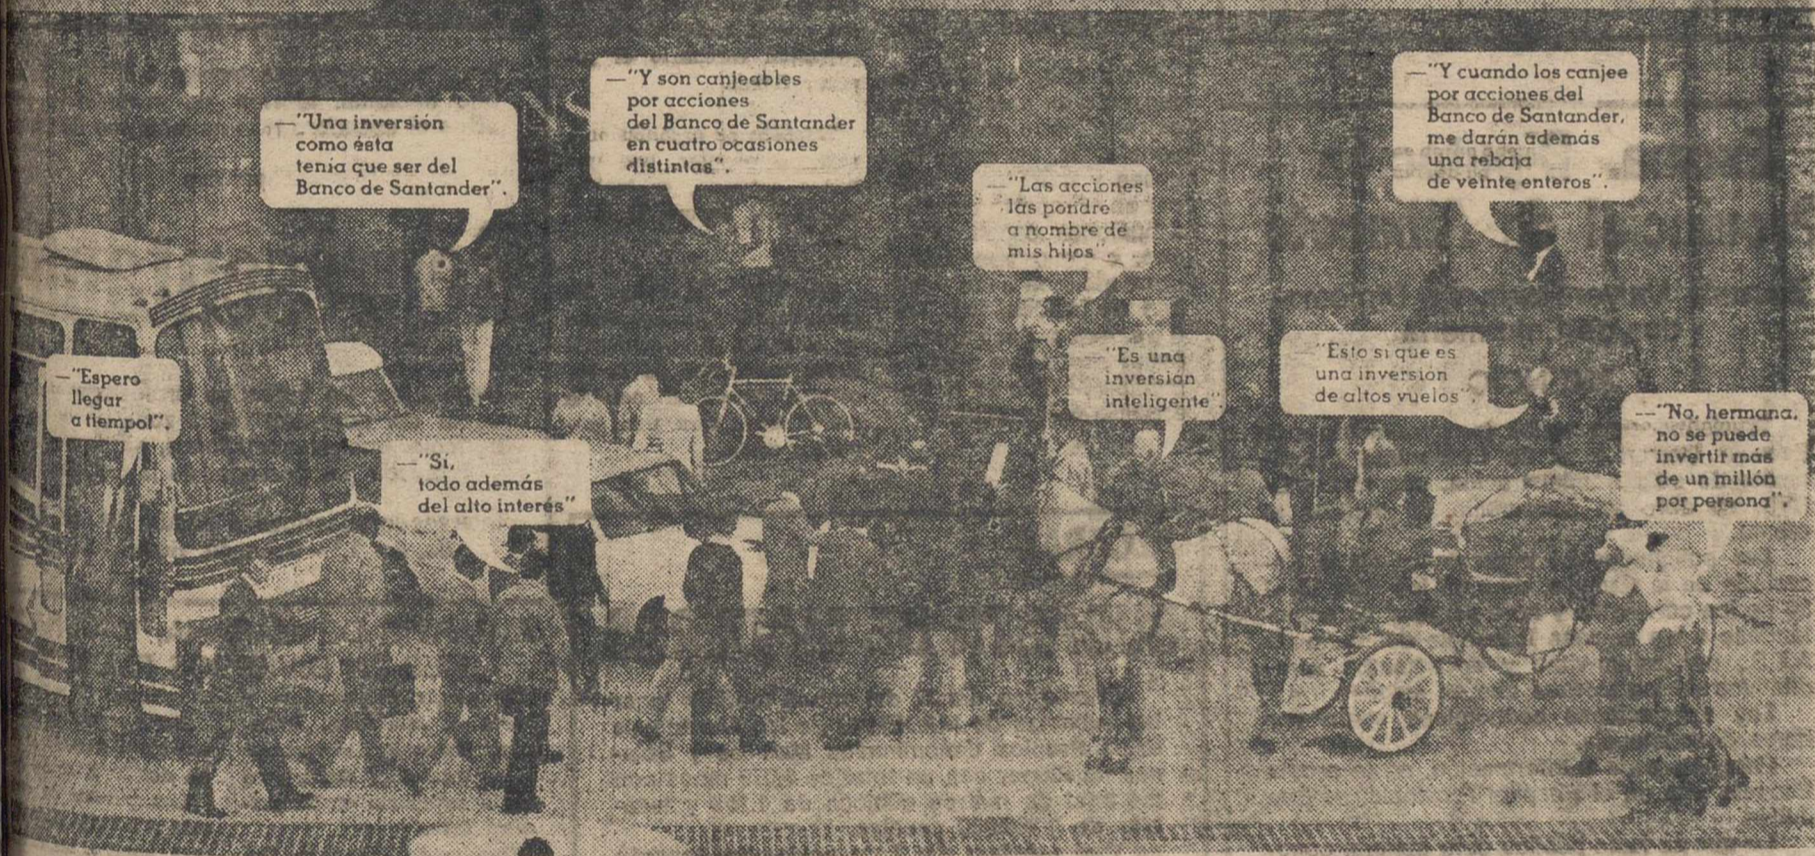 —"Una inversión
como ésta
tenía que ser del
Banco de Santander".
—"Y son canjeables
por acciones
del Banco de Santander
en cuatro ocasiones
distintas".
—"Las acciones
las pondre
a nombre de
mis hijos".
—"Y cuando los canjee
por acciones del
Banco de Santander,
me darán además
una rebaja
de veinte enteros".
—"Espero
llegar
a tiempo!".
—"Sí,
todo además
del alto interés"
—"Es una
inversión
inteligente"
"Esto si que es
una inversión
de altos vuelos".
—"No, hermana,
no se puede
invertir más
de un millón
por persona".